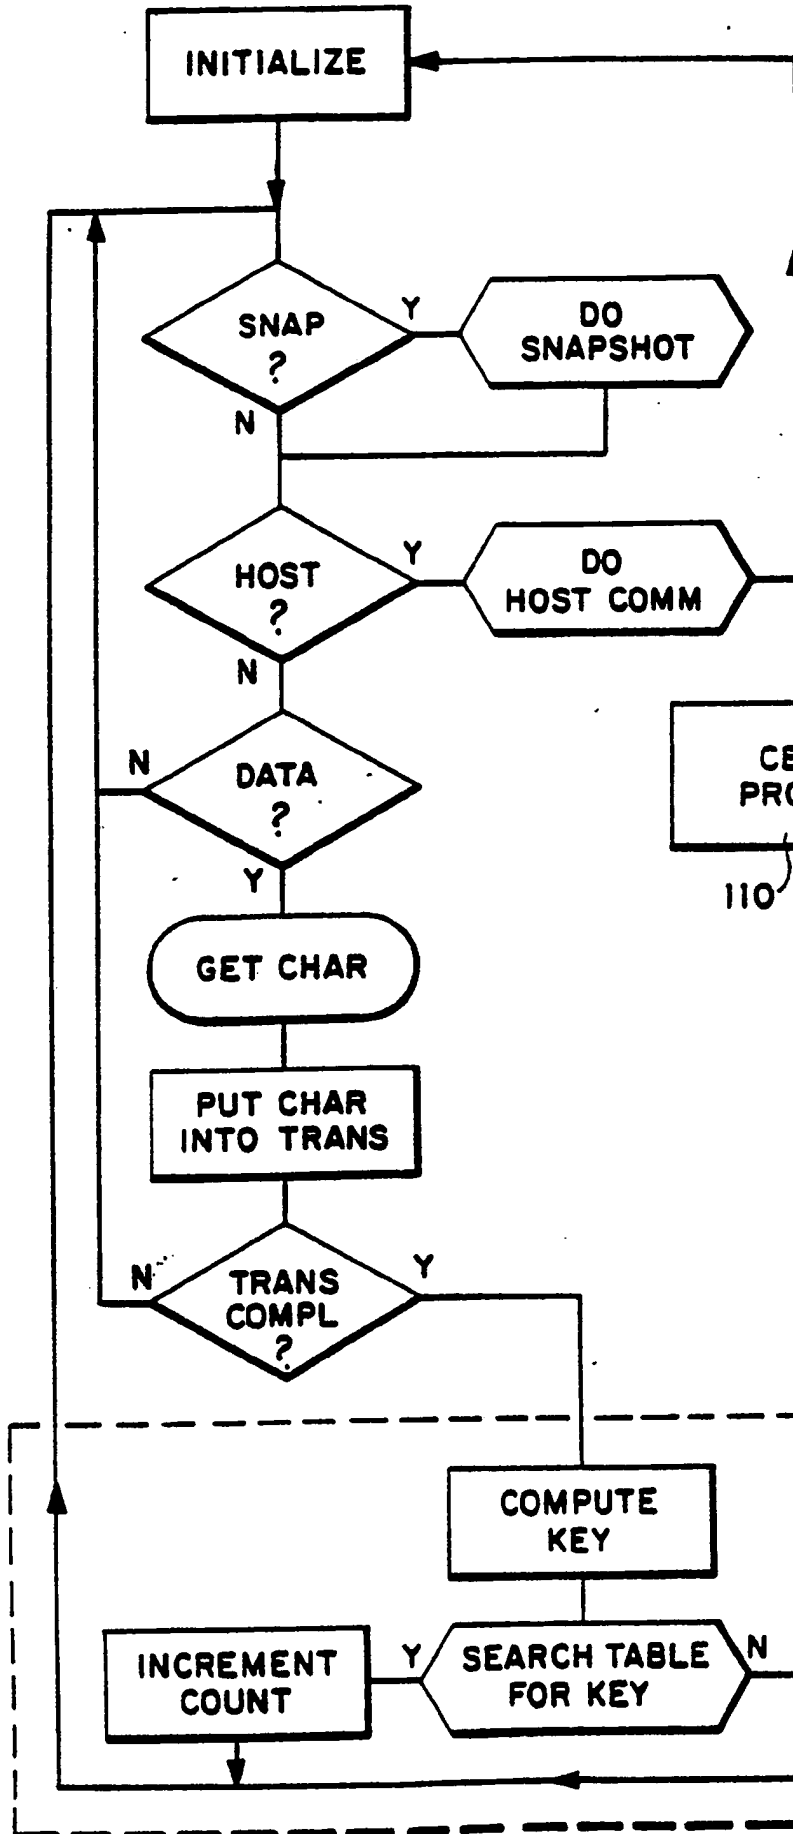 INITIALIZE
SNAP
?
Y
N
DO
SNAPSHOT
HOST
?
Y
N
DO
HOST COMM
DATA
?
N
Y
110
GET CHAR
PUT CHAR
INTO TRANS
TRANS
COMPL
?
N
Y
COMPUTE
KEY
SEARCH TABLE
FOR KEY
Y
N
INCREMENT
COUNT